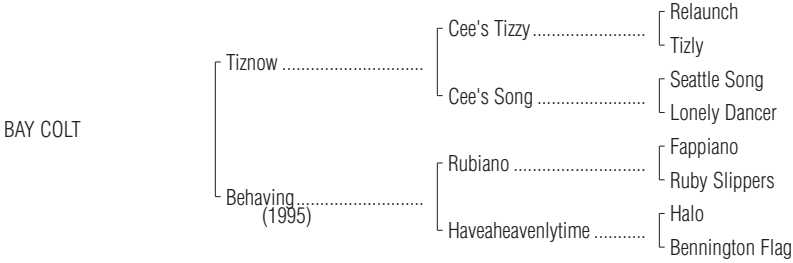 Relaunch
Cee's Tizzy........................
Tizly
Tiznow ..............................
Seattle Song
Cee's Song .......................
Lonely Dancer
BAY COLT
Fappiano
Rubiano ............................
Ruby Slippers
Behaving...........................
(1995)
Halo
Haveaheavenlytime ...........
Bennington Flag